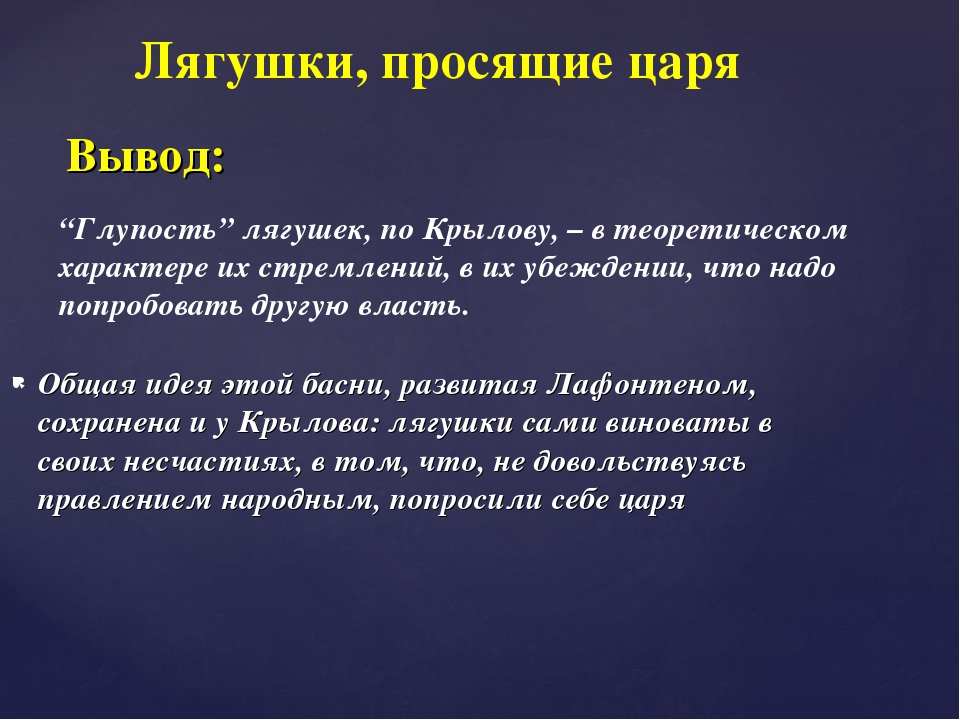 Лягушки, просящие царя
Вывод:
“Глупость” лягушек, по Крылову, – в теоретическом
характере их стремлений, в их убеждении, что надо
попробовать другую власть.
Общая идея этой басни, развитая Лафонтеном,
сохранена и у Крылова: лягушки сами виноваты в
своих несчастиях, в том, что, не довольствуясь
правлением народным, попросили себе царя